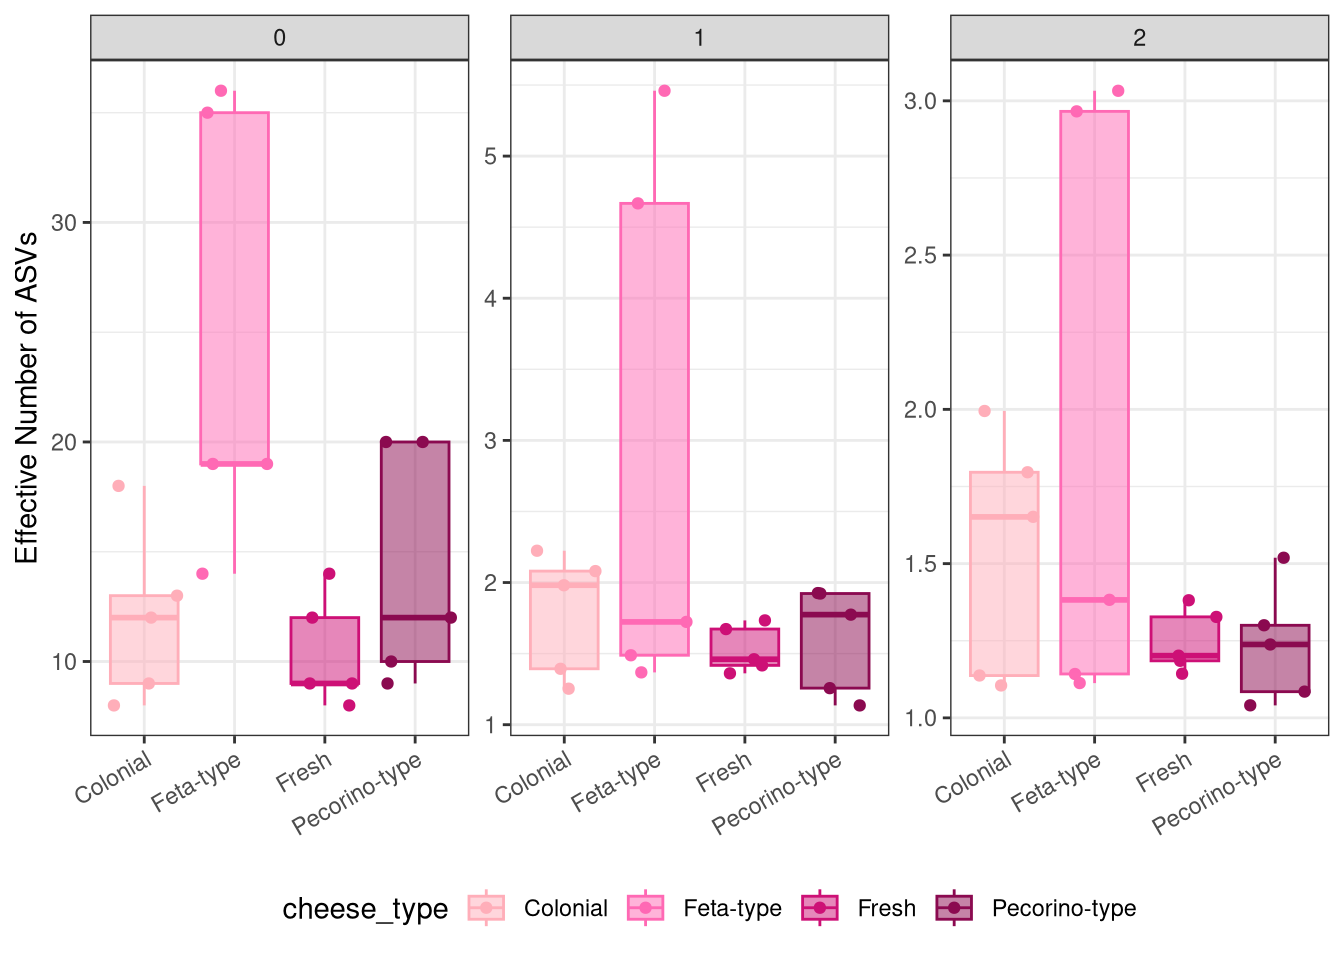 0
1
2
Effective Number of ASVs
30
20
10
5
4
3
2
1
3.0
2.5
2.0
1.5
1.0
Colonial
Feta-type
Fresh
Pecorino-type
Colonial
Feta-type
Fresh
Pecorino-type
Colonial
Feta-type
Fresh
Pecorino-type
cheese_type Colonial Feta-type Fresh Pecorino-type